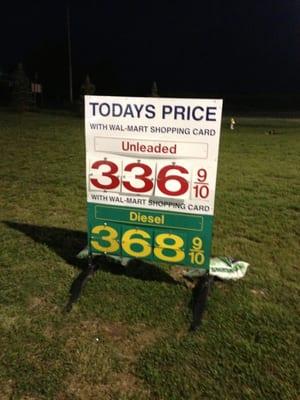 TODAYS PRICE
WITH WAL-MART SHOPPING CARD
Unleaded
336 9/10
WITH WAL-MART SHOPPING CARD
Diesel
368 9/10